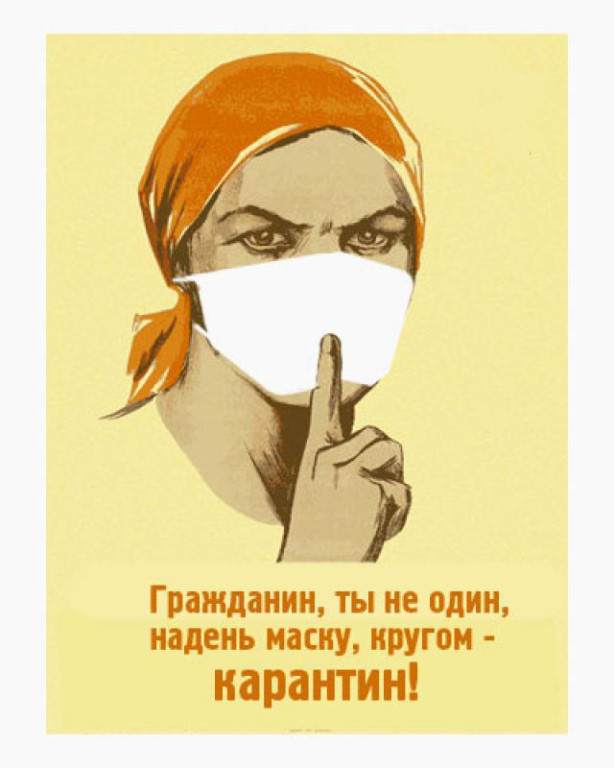 Гражданин, ты не один,
надень маску, кругом -
карантин!